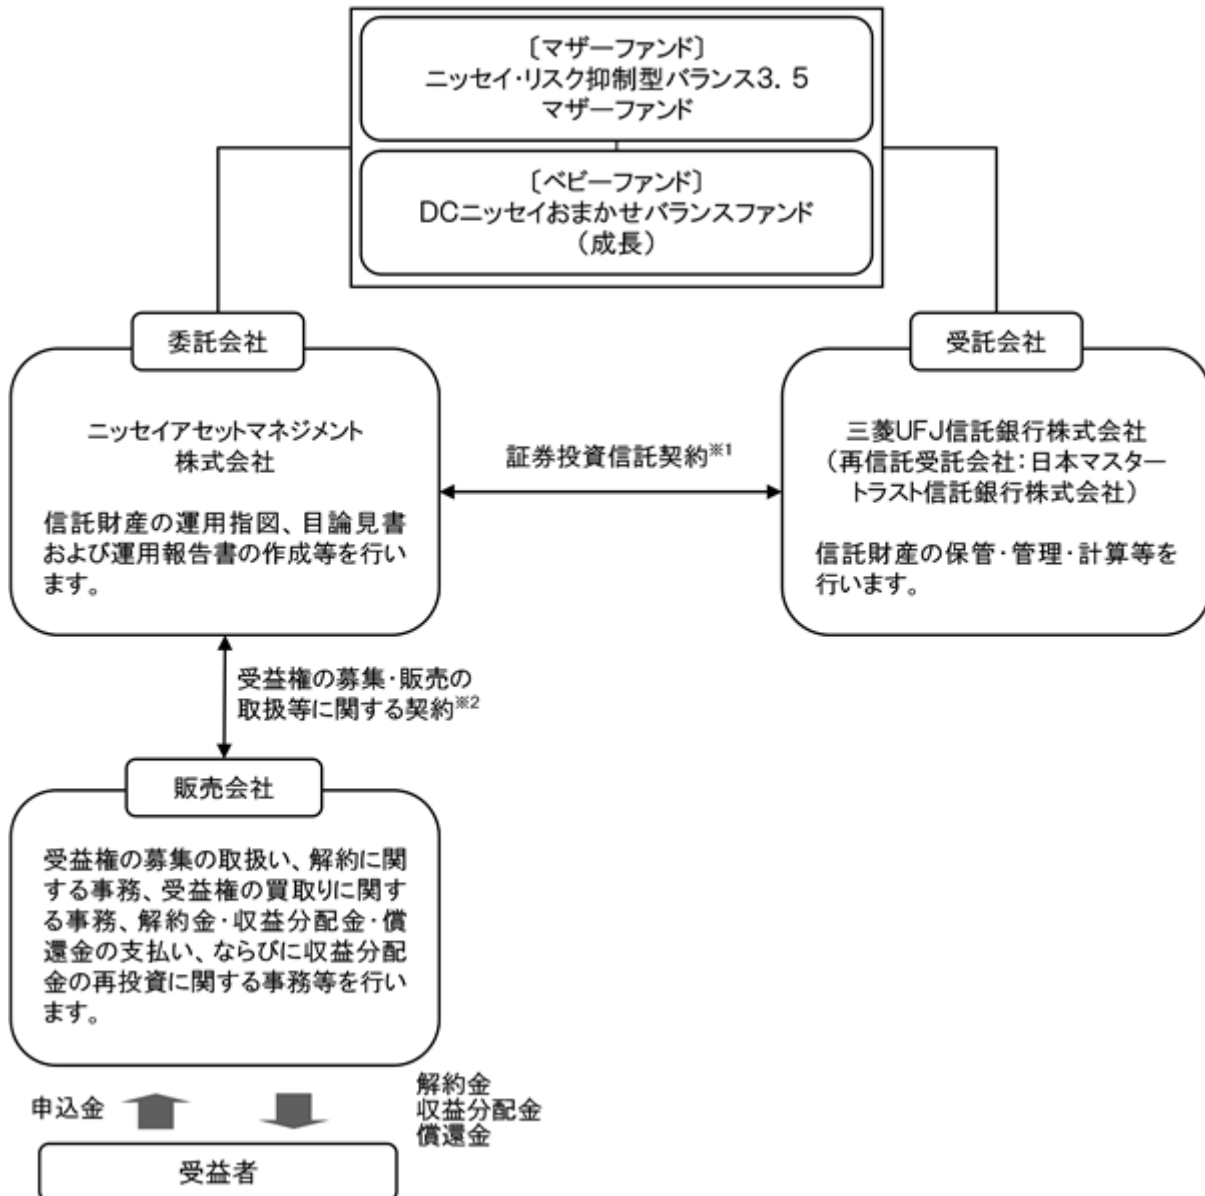 〔マザーファンド〕
ニッセイ・リスク抑制型バランス3．5
マザーファンド
〔ベビーファンド〕
DCニッセイおまかせバランスファンド
（成長）
委託会社
ニッセイアセットマネジメント
株式会社
信託財産の運用指図、目論見書
および運用報告書の作成等を行い
ます。
証券投資信託契約※1
受託会社
三菱UFJ信託銀行株式会社
（再信託受託会社：日本マスター
トラスト信託銀行株式会社）
信託財産の保管・管理・計算等を
行います。
受益権の募集・販売の
取扱等に関する契約※2
販売会社
受益権の募集の取扱い、解約に関
する事務、受益権の買取りに関す
る事務、解約金・収益分配金・償
還金の支払い、ならびに収益分配
金の再投資に関する事務等を行い
ます。
申込金
解約金
収益分配金
償還金
受益者